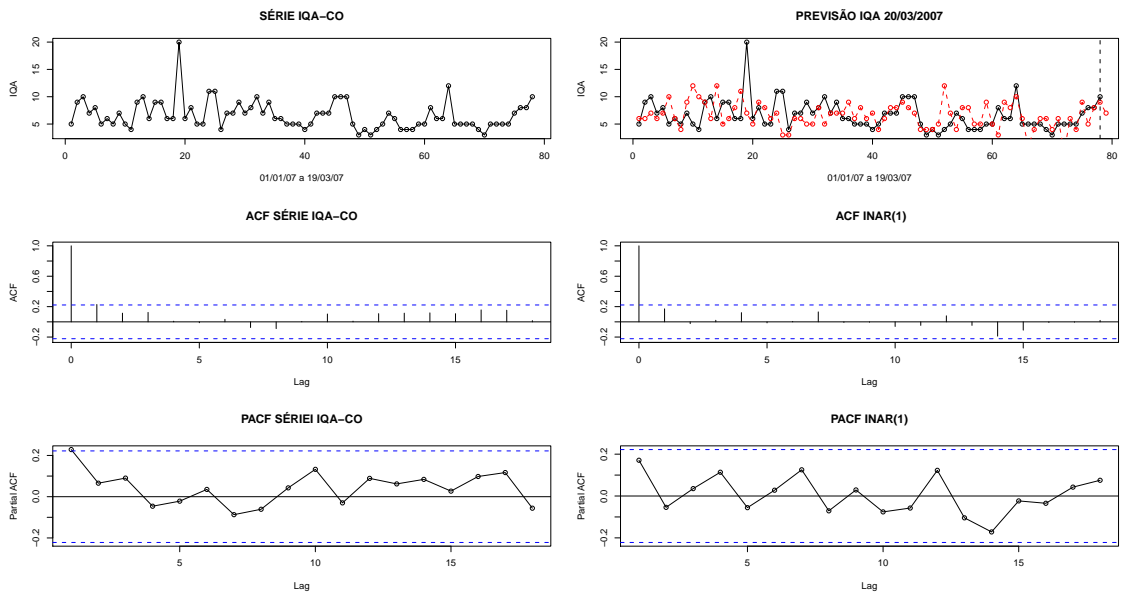 SÉRIE IQA−CO
IQA
20
15
10
5
0 20 40 60 80
01/01/07 a 19/03/07
PREVISÃO IQA 20/03/2007
IQA
20
15
10
5
0 20 40 60 80
01/01/07 a 19/03/07
ACF SÉRIE IQA−CO
ACF
1.0
0.6
0.2
−0.2
0 5 10 15
Lag
ACF INAR(1)
ACF
1.0
0.6
0.2
−0.2
0 5 10 15
Lag
PACF SÉRIEI IQA−CO
Partial ACF
0.2
0.0
−0.2
5 10 15
Lag
PACF INAR(1)
Partial ACF
0.2
0.0
−0.2
5 10 15
Lag